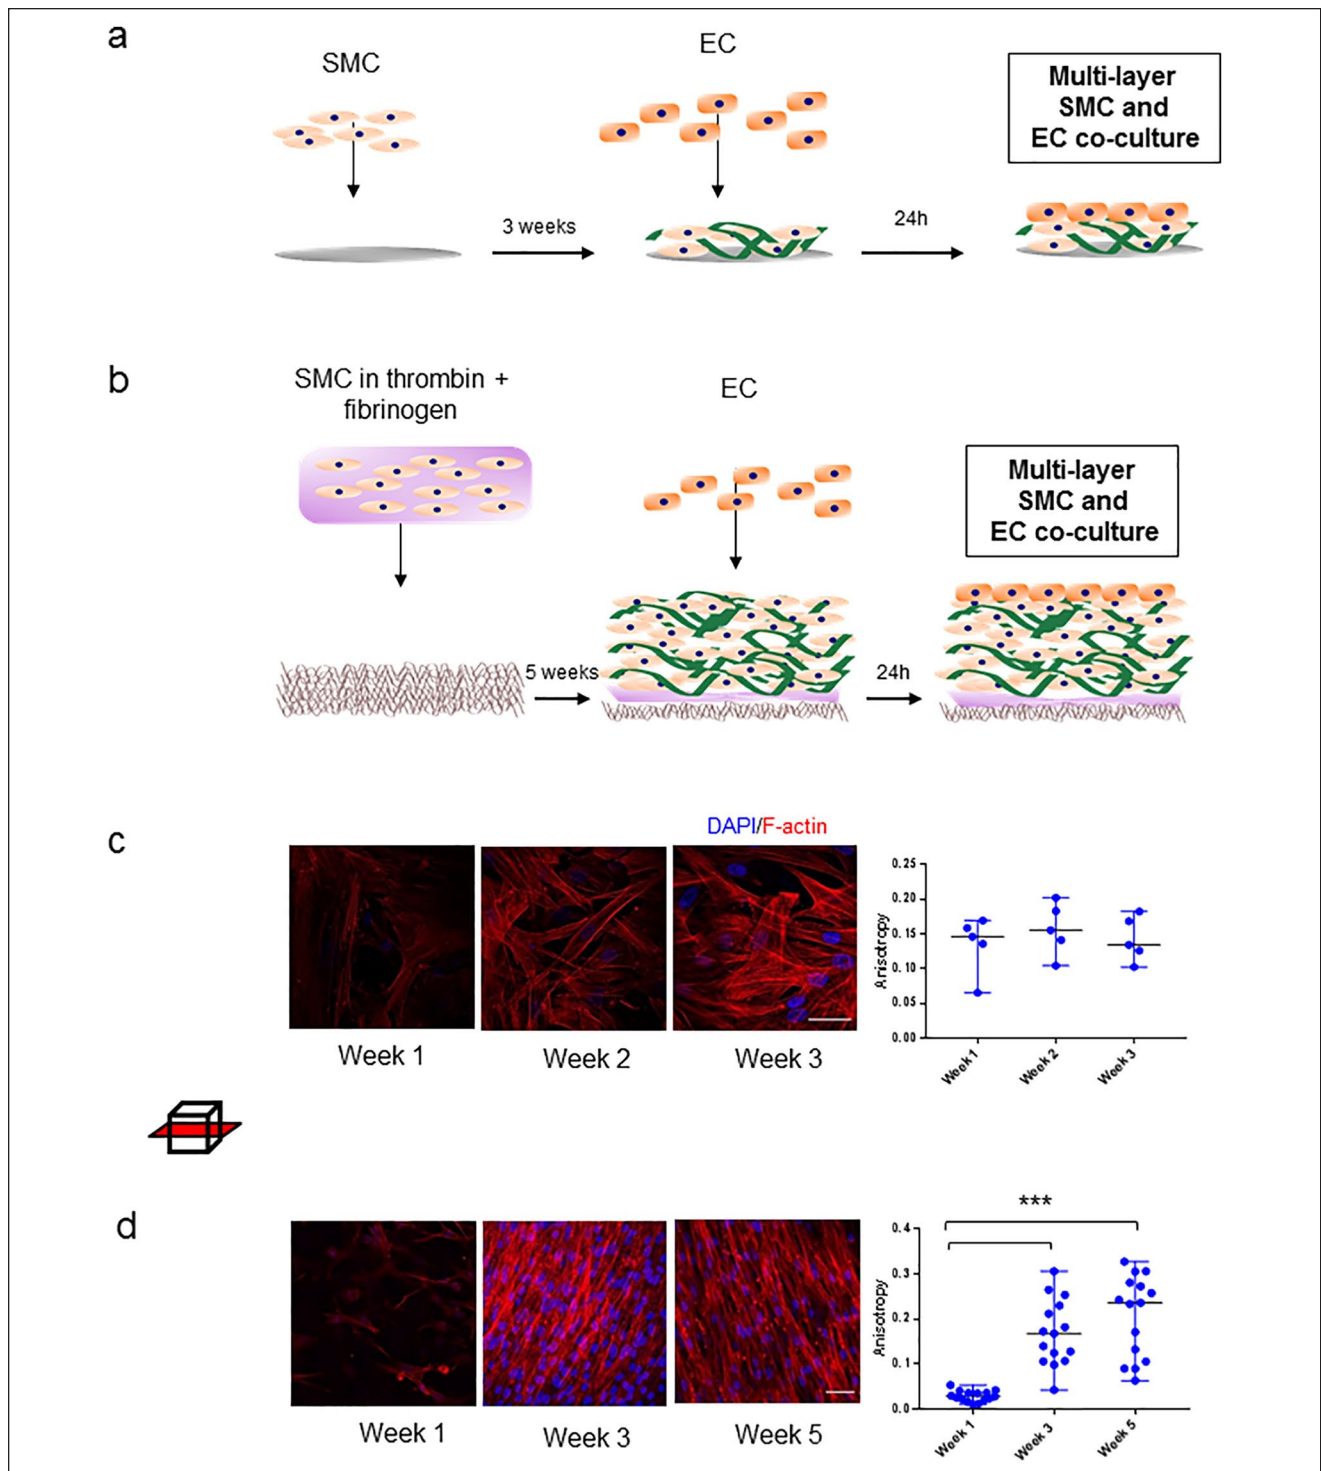 a
SMC
EC
Multi-layer
SMC and
EC co-culture
3 weeks
24h
b
SMC in thrombin +
fibrinogen
EC
Multi-layer
SMC and
EC co-culture
5 weeks
24h
c
DAPI/F-actin
Week 1
Week 2
Week 3
Anisotropy
0.25
0.20
0.15
0.10
0.05
0.00
Week1
Week 2
Week 3
d
Week 1
Week 3
Week 5
***
Anisotropy
0.4
0.3
0.2
0.1
0.0
Week 1
Week 3
Week 5